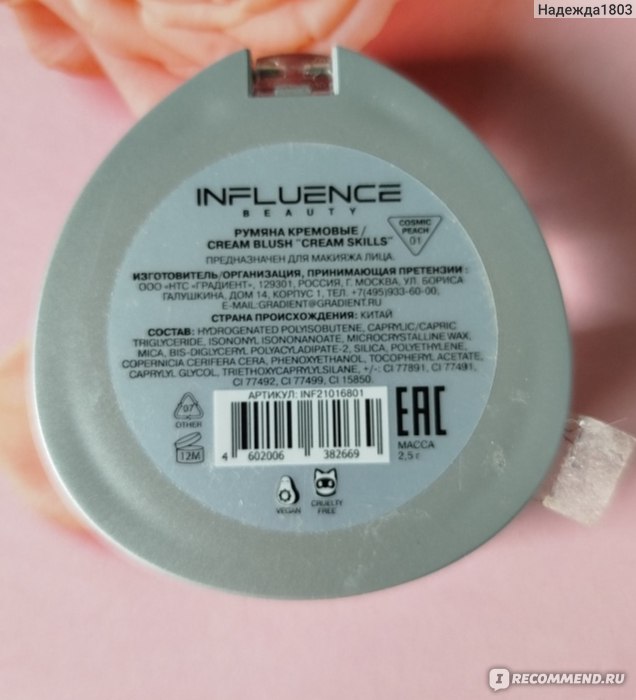 Надежда1803
INFLUENCE
BEAUTY
РУМЯНА КРЕМОВЫЕ /
CREAM BLUSH "CREAM SKILLS"
COSMIC
PEACH
01
ПРЕДНАЗНАЧЕН ДЛЯ МАКИЯЖА ЛИЦА.
ИЗГОТОВИТЕЛЬ/ОРГАНИЗАЦИЯ, ПРИНИМАЮЩАЯ ПРЕТЕНЗИИ :
ООО «НТС «ГРАДИЕНТ», 129301, РОССИЯ, Г. МОСКВА, УЛ. БОРИСА
ГАЛУШКИНА, ДОМ 14, КОРПУС 1, ТЕЛ. +7(495)933-60-00,
E-MAIL:GRADIENT@GRADIENT.RU
СТРАНА ПРОИСХОЖДЕНИЯ: КИТАЙ
СОСТАВ: HYDROGENATED POLYISOBUTENE, CAPRYLIC/CAPRIC
TRIGLYCERIDE, ISONONYL ISONONANOATE, MICROCRYSTALLINE WAX,
MICA, BIS-DIGLYCERYL POLYACYLADIPATE-2, SILICA, POLYETHYLENE,
COPERNICIA CERIFERA CERA, PHENOXYETHANOL, TOCOPHERYL ACETATE,
CAPRYLYL GLYCOL, TRIETHOXYCAPRYLYLSILANE, +/-: CI 77891, CI 77491,
CI 77492, CI 77499, CI 15850.
АРТИКУЛ: INF21016801
07
OTHER
12M
4 602006 382669
EAC
МАССА
2,5 г
VEGAN
CRUELTY
FREE
I RECOMMEND.RU